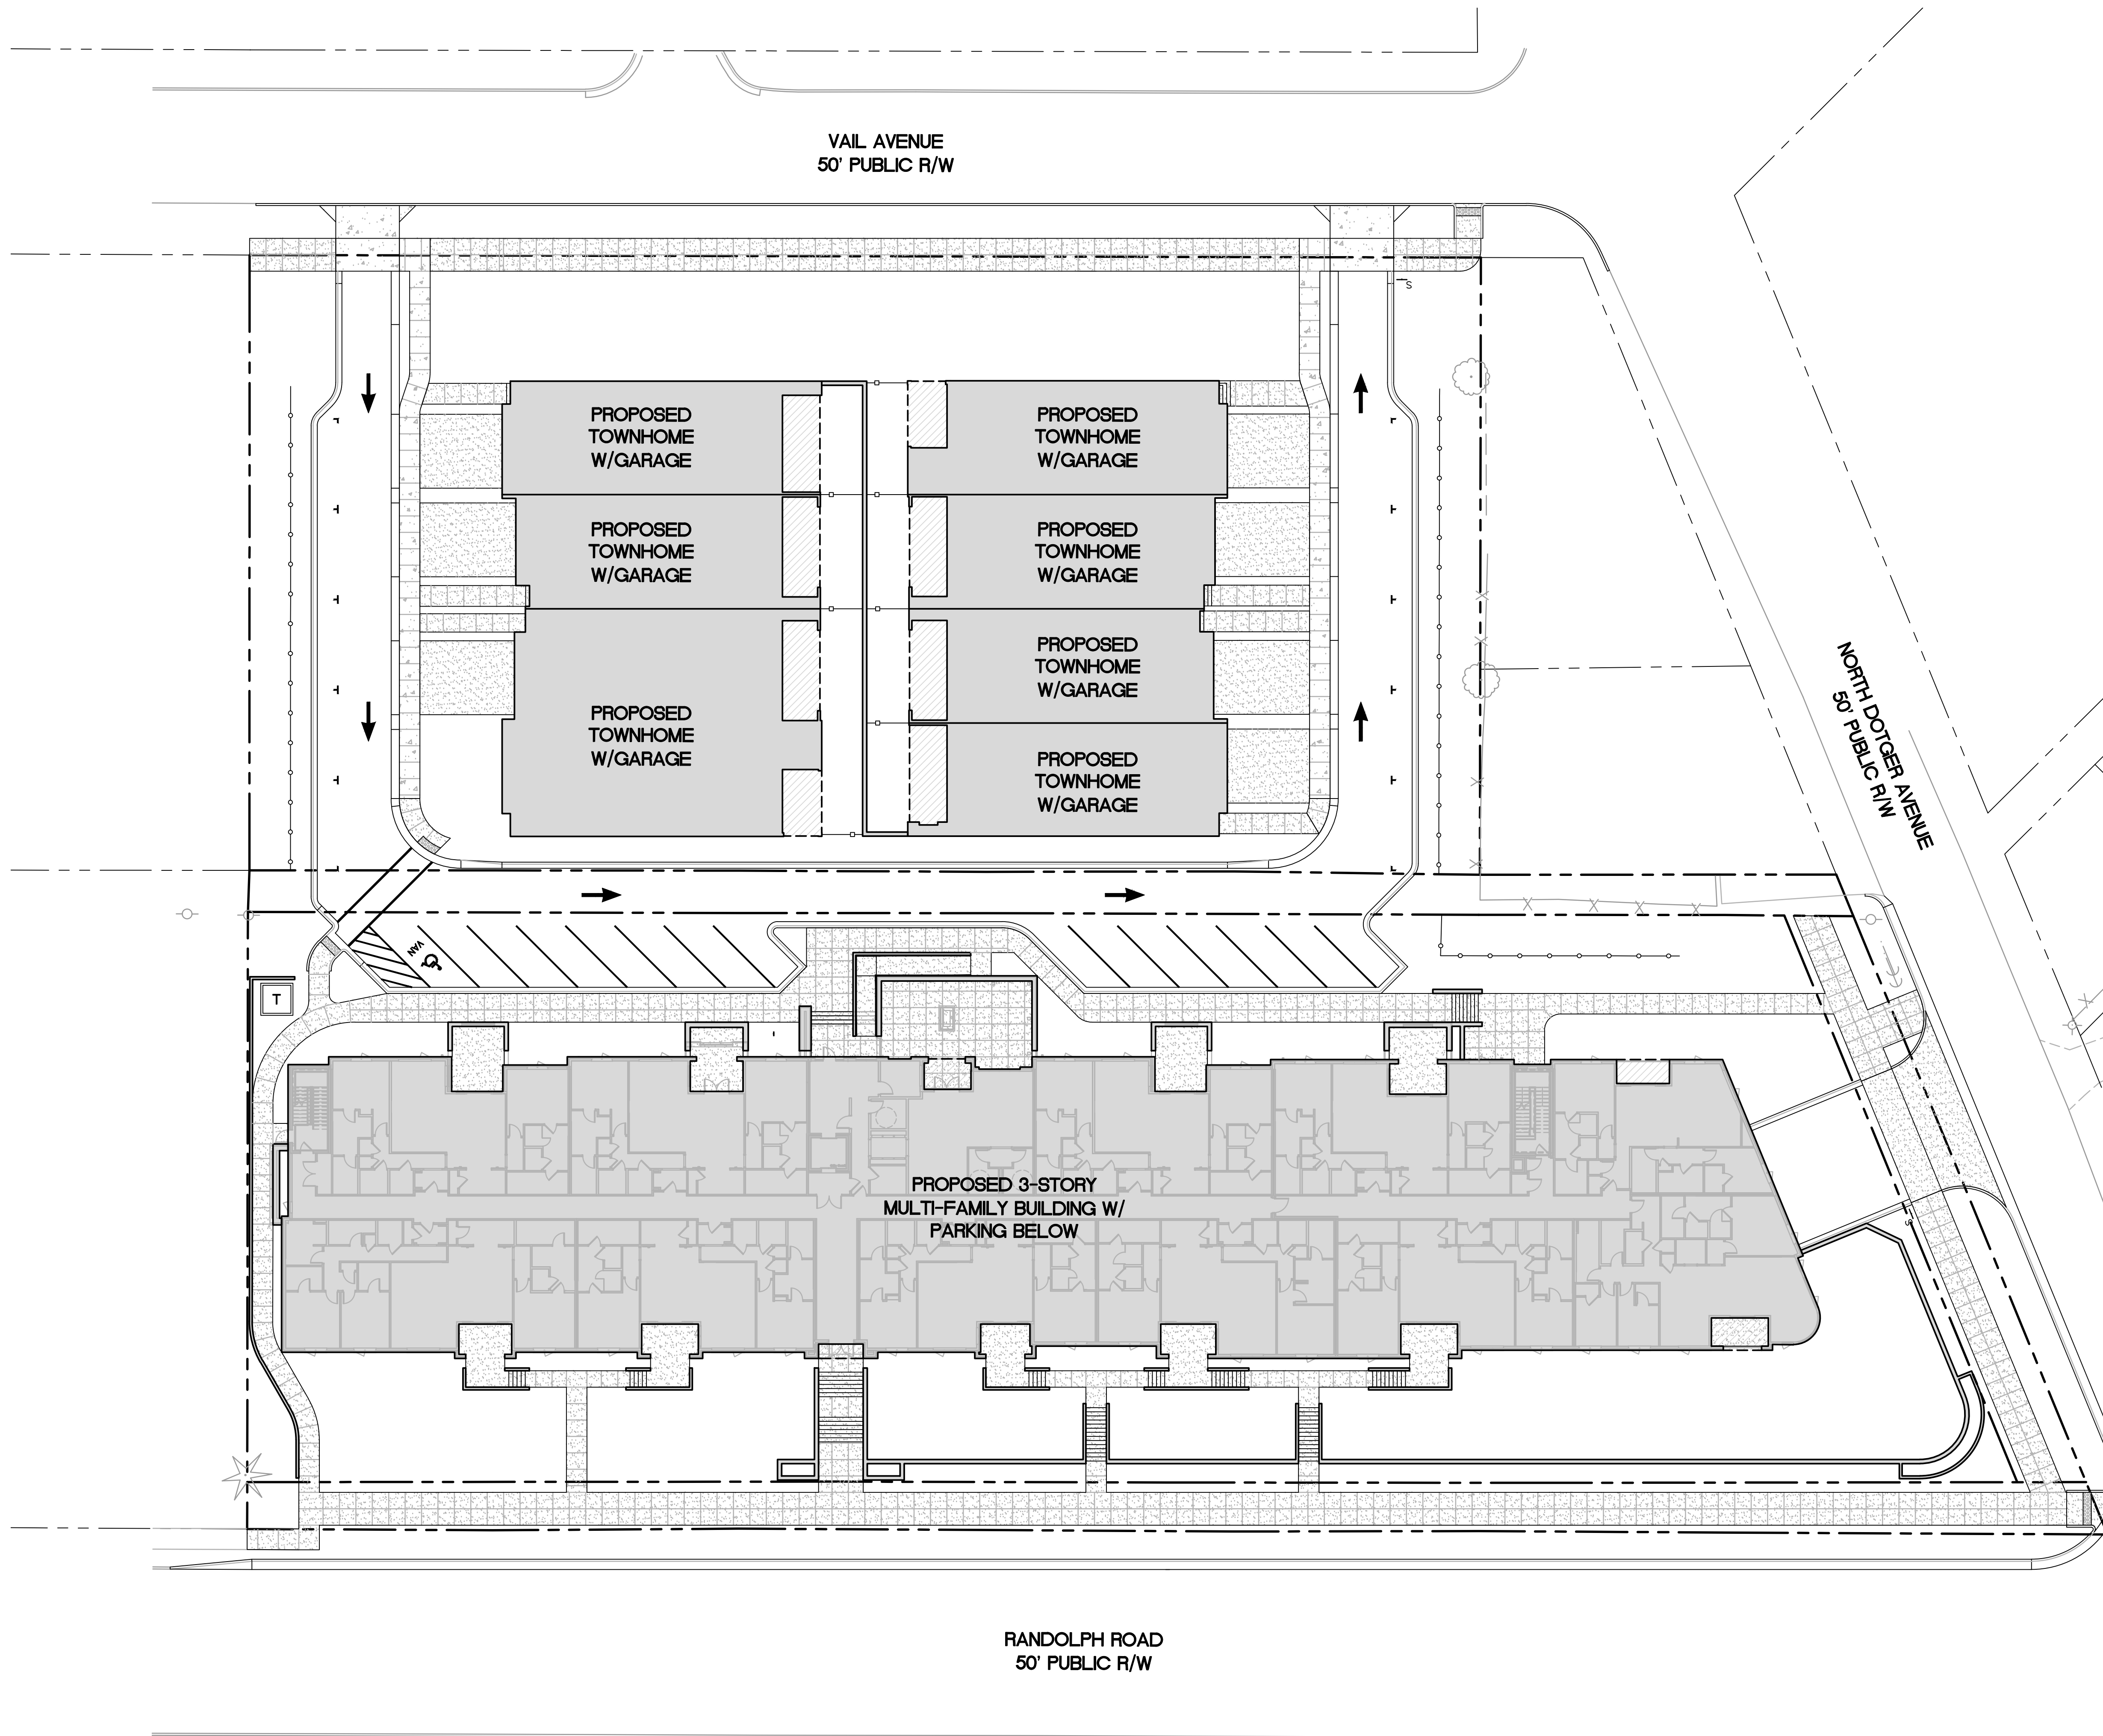 VAIL AVENUE
50' PUBLIC R/W
S
PROPOSED
TOWNHOME
W/GARAGE
PROPOSED
TOWNHOME
W/GARAGE
PROPOSED
TOWNHOME
W/GARAGE
PROPOSED
TOWNHOME
W/GARAGE
PROPOSED
TOWNHOME
W/GARAGE
PROPOSED
TOWNHOME
W/GARAGE
PROPOSED
TOWNHOME
W/GARAGE
NORTH DOTGER AVENUE
50' PUBLIC R/W
VAN
T
PROPOSED 3-STORY
MULTI-FAMILY BUILDING W/
PARKING BELOW
S
RANDOLPH ROAD
50' PUBLIC R/W